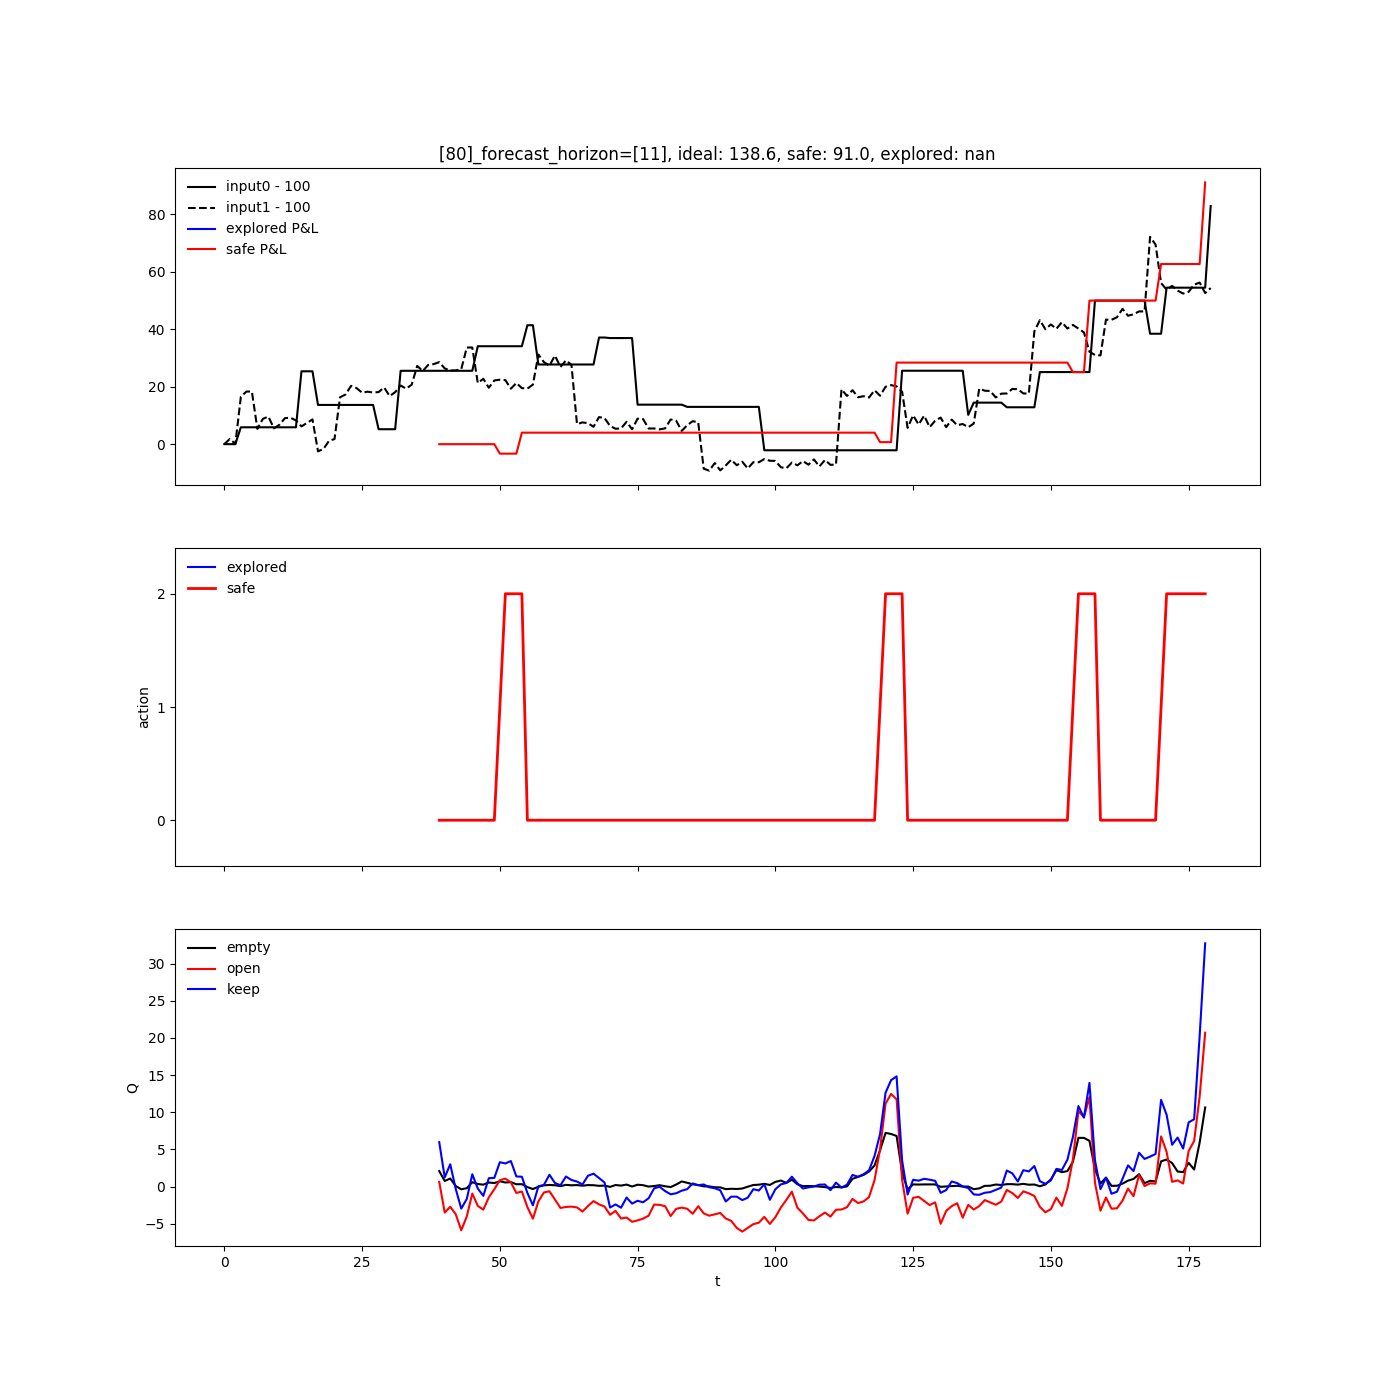 [80]_forecast_horizon=[11], ideal: 138.6, safe: 91.0, explored: nan
input0 - 100
input1 - 100
explored P&L
safe P&L
80
60
40
20
0
explored
safe
2
1
0
action
empty
open
keep
30
25
20
15
10
5
0
−5
Q
0 25 50 75 100 125 150 175
t